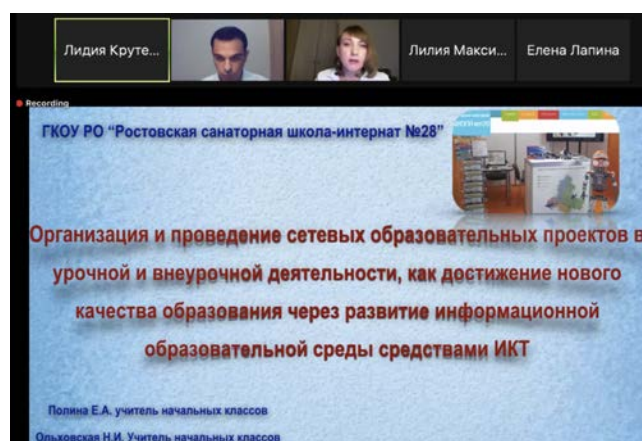 Лидия Круте...
Лилия Макси...
Елена Лапина
Recording
ГКОУ РО "Ростовская санаторная школа-интернат №28"
Организация и проведение сетевых образовательных проектов в
урочной и внеурочной деятельности, как достижение нового
качества образования через развитие информационной
образовательной среды средствами ИКТ
Полина Е.А. учитель начальных классов
Ольховская Н.И. Учитель начальных классов